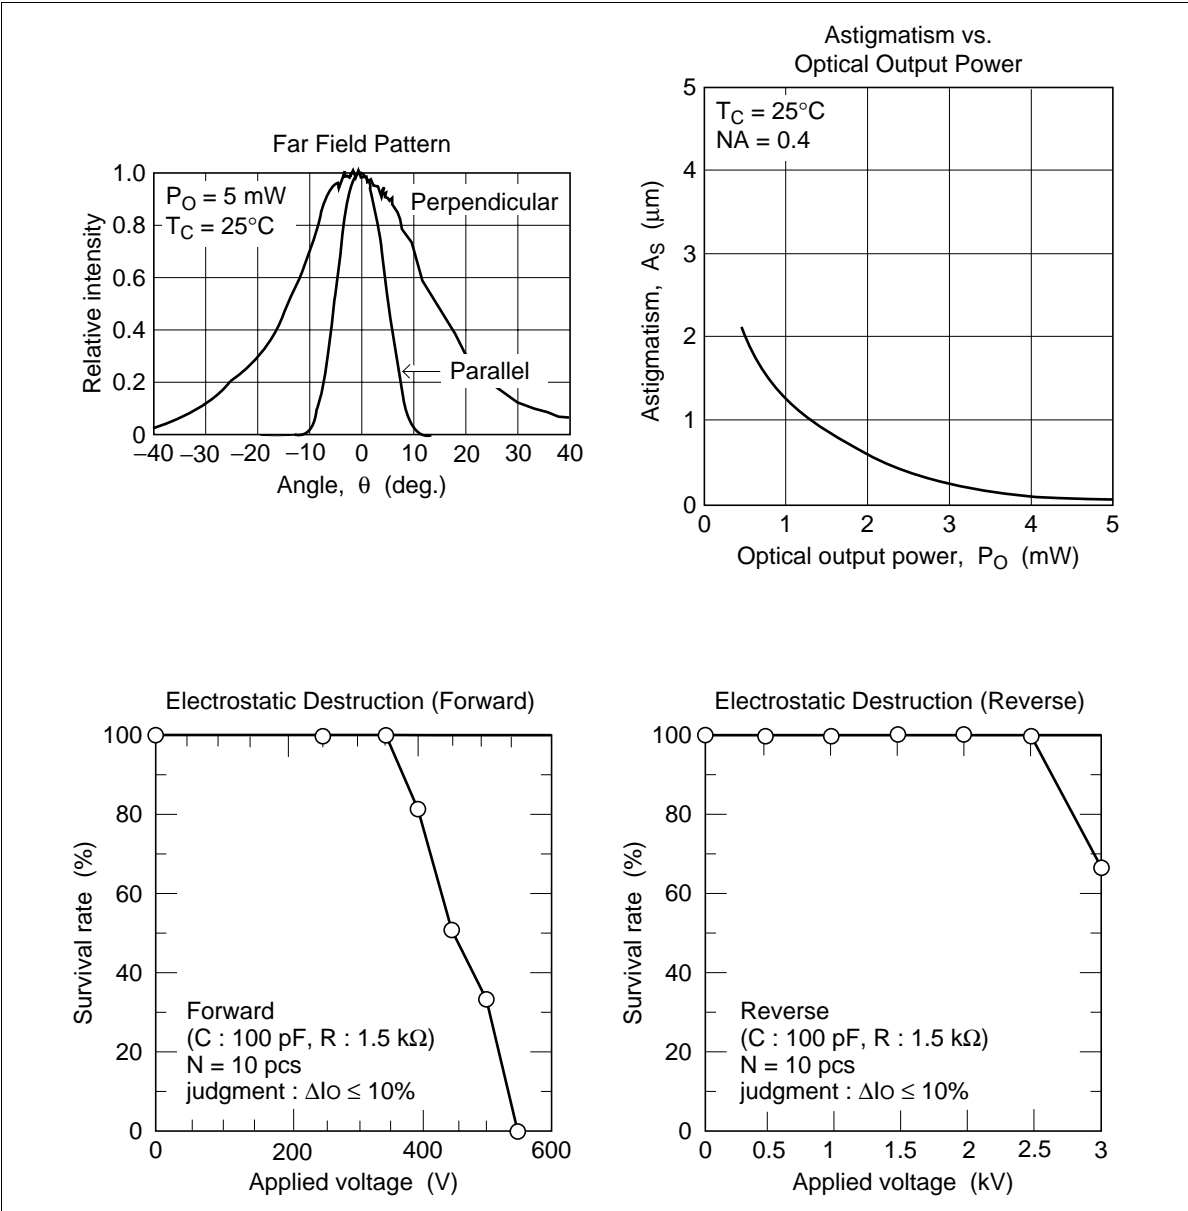 Far Field Pattern
1.0
0.8
0.6
0.4
0.2
0
Relative intensity
P_O = 5 mW
T_C = 25°C
Perpendicular
Parallel
–40 –30 –20 –10 0 10 20 30 40
Angle, θ (deg.)
Astigmatism vs.
Optical Output Power
5
4
3
2
1
0
Astigmatism, A_S (µm)
T_C = 25°C
NA = 0.4
0 1 2 3 4 5
Optical output power, P_O (mW)
Electrostatic Destruction (Forward)
100
80
60
40
20
0
Survival rate (%)
Forward
(C : 100 pF, R : 1.5 kΩ)
N = 10 pcs
judgment : ΔIO ≤ 10%
0 200 400 600
Applied voltage (V)
Electrostatic Destruction (Reverse)
100
80
60
40
20
0
Survival rate (%)
Reverse
(C : 100 pF, R : 1.5 kΩ)
N = 10 pcs
judgment : ΔIO ≤ 10%
0 0.5 1 1.5 2 2.5 3
Applied voltage (kV)